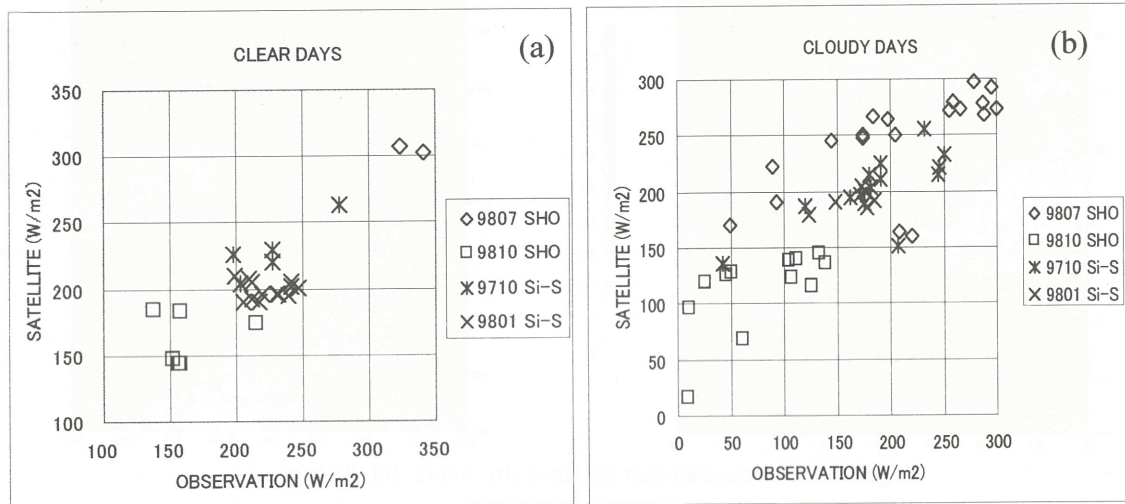 (a)
CLEAR DAYS
SATELLITE (W/m2)
350
300
250
200
150
100
100 150 200 250 300 350
OBSERVATION (W/m2)
9807 SHO
9810 SHO
9710 Si-S
9801 Si-S
(b)
CLOUDY DAYS
SATELLITE (W/m2)
300
250
200
150
100
50
0
0 50 100 150 200 250 300
OBSERVATION (W/m2)
9807 SHO
9810 SHO
9710 Si-S
9801 Si-S